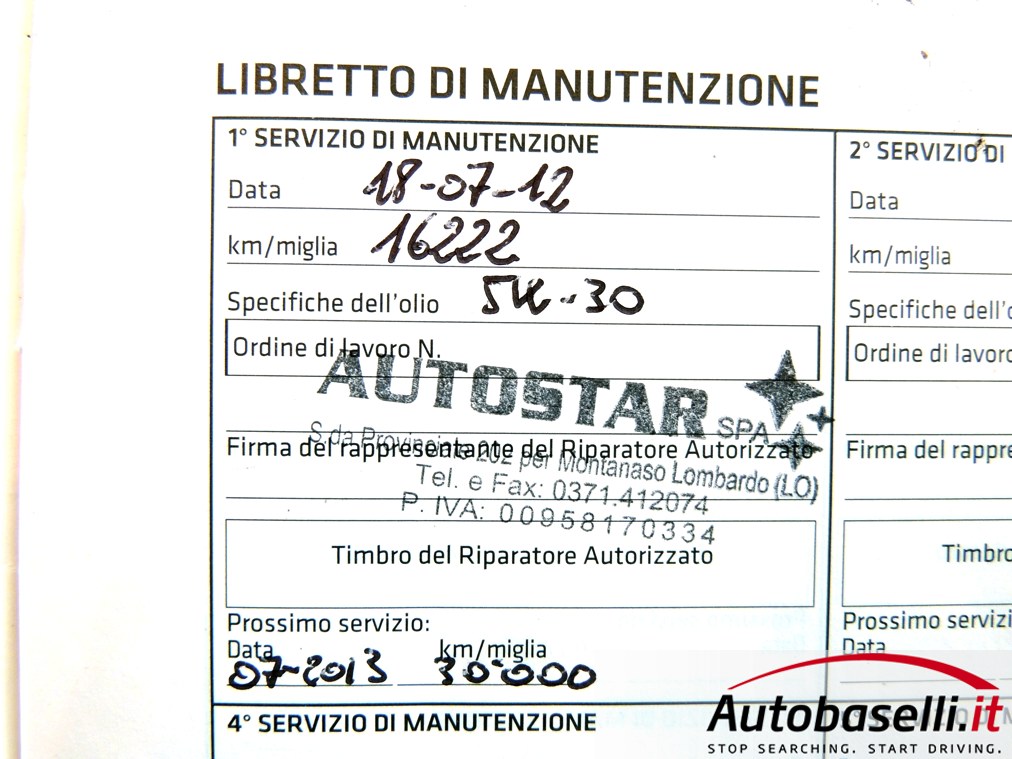 LIBRETTO DI MANUTENZIONE
1° SERVIZIO DI MANUTENZIONE
Data 18-07-12
km/miglia 16222
Specifiche dell'olio 5W-30
Ordine di lavoro N.
AUTOSTAR SPA
Firma del rappresentante del Riparatore Autorizzato
S.da Provinciale 202 per Montanaso Lombardo (LO)
Tel. e Fax: 0371.412074
P. IVA: 00958170334
Timbro del Riparatore Autorizzato
Prossimo servizio:
Data km/miglia
07-2013 30.000
4° SERVIZIO DI MANUTENZIONE
2° SERVIZIO DI
Data
km/miglia
Specifiche dell'o
Ordine di lavoro
Firma del rappre
Timbro
Prossimo servizi
Data
Autobaselli.it
STOP SEARCHING. START DRIVING.